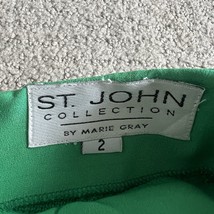 ST. JOHN
COLLECTION
BY MARIE GRAY
2